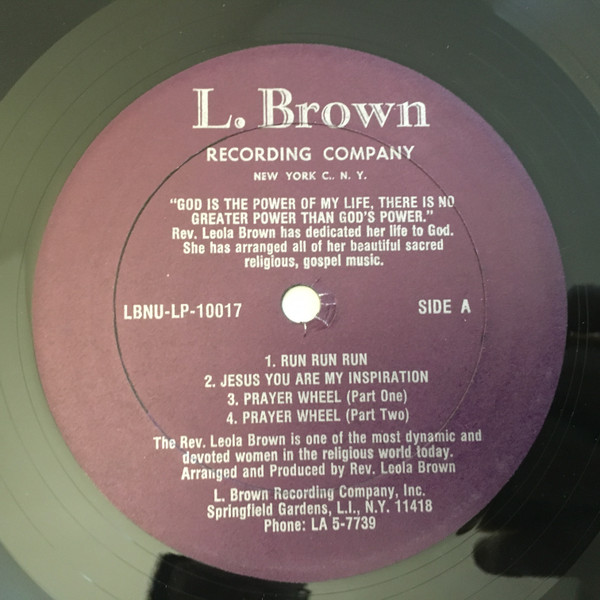 L. Brown
RECORDING COMPANY
NEW YORK C., N. Y.
"GOD IS THE POWER OF MY LIFE, THERE IS NO
GREATER POWER THAN GOD'S POWER."
Rev. Leola Brown has dedicated her life to God.
She has arranged all of her beautiful sacred
religious, gospel music.
LBNU-LP-10017
SIDE A
1. RUN RUN RUN
2. JESUS YOU ARE MY INSPIRATION
3. PRAYER WHEEL (Part One)
4. PRAYER WHEEL (Part Two)
The Rev. Leola Brown is one of the most dynamic and
devoted women in the religious world today.
Arranged and Produced by Rev. Leola Brown
L. Brown Recording Company, Inc.
Springfield Gardens, L.I., N.Y. 11418
Phone: LA 5-7739